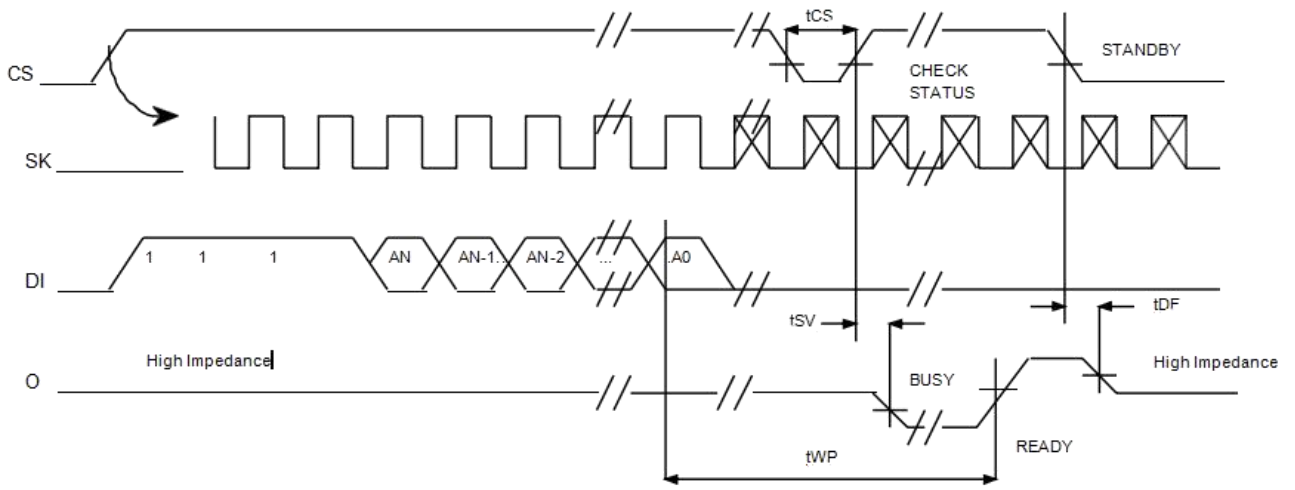 tCS
STANDBY
CS
CHECK
STATUS
SK
1 1 1 AN AN-1.. AN-2 ... .A0
DI
tSV
tDF
High Impedance
BUSY
High Impedance
O
READY
tWP